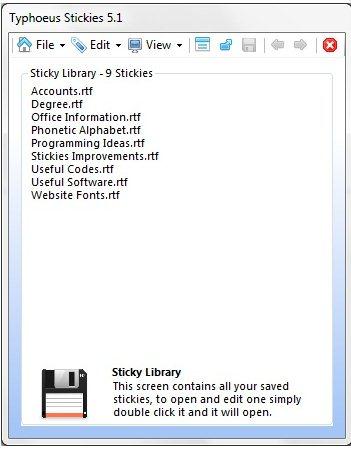 Typhoeus Stickies 5.1
File Edit View
Sticky Library - 9 Stickies
Accounts.rtf
Degree.rtf
Office Information.rtf
Phonetic Alphabet.rtf
Programming Ideas.rtf
Stickies Improvements.rtf
Useful Codes.rtf
Useful Software.rtf
Website Fonts.rtf
Sticky Library
This screen contains all your saved
stickies, to open and edit one simply
double click it and it will open.